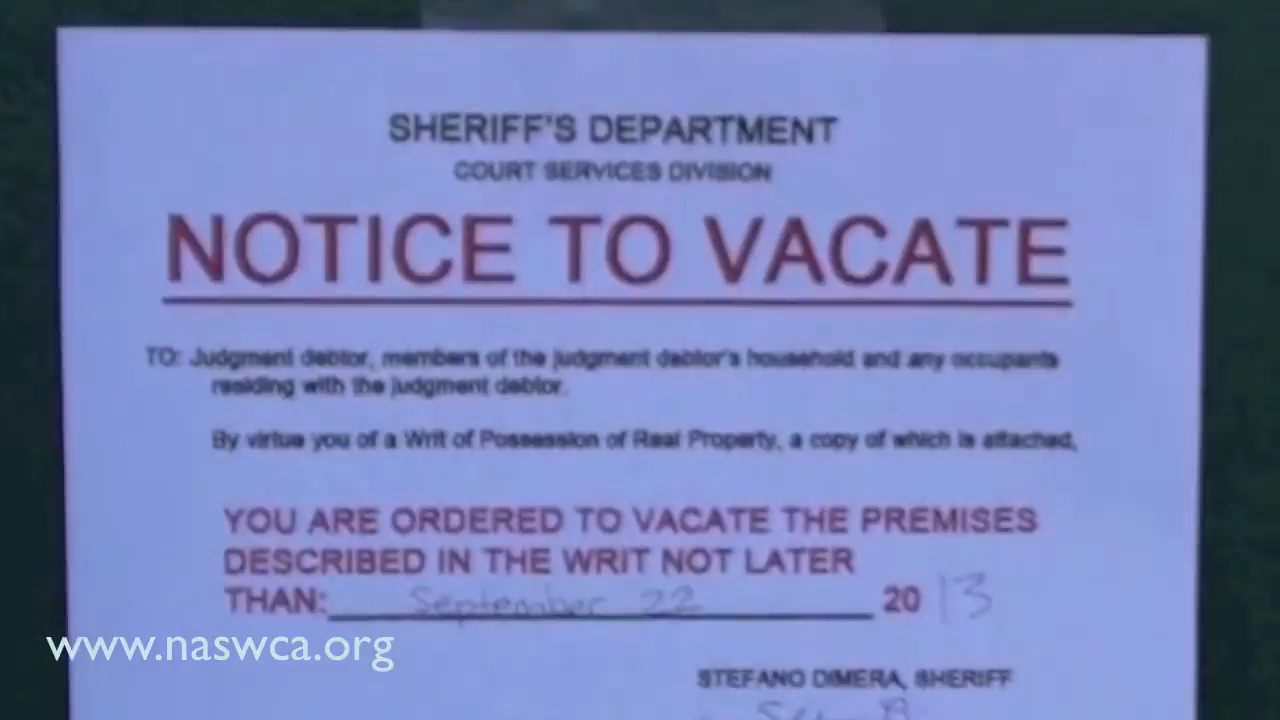 SHERIFF'S DEPARTMENT
COURT SERVICES DIVISION
NOTICE TO VACATE
TO: Judgment debtor, members of the judgment debtor's household and any occupants
residing with the judgment debtor.
By virtue you of a Writ of Possession of Real Property, a copy of which is attached,
YOU ARE ORDERED TO VACATE THE PREMISES
DESCRIBED IN THE WRIT NOT LATER
THAN: September 22 2013
www.naswca.org
STEFANO DIMERA, SHERIFF